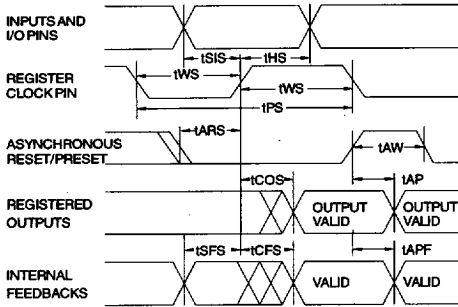 INPUTS AND
I/O PINS
tSIS
tHS
REGISTER
CLOCK PIN
tWS
tWS
tPS
ASYNCHRONOUS
RESET/PRESET
tARS
tAW
REGISTERED
OUTPUTS
tCOS
OUTPUT
VALID
tAP
OUTPUT
VALID
INTERNAL
FEEDBACKS
tSFS
tCFS
VALID
tAPF
VALID